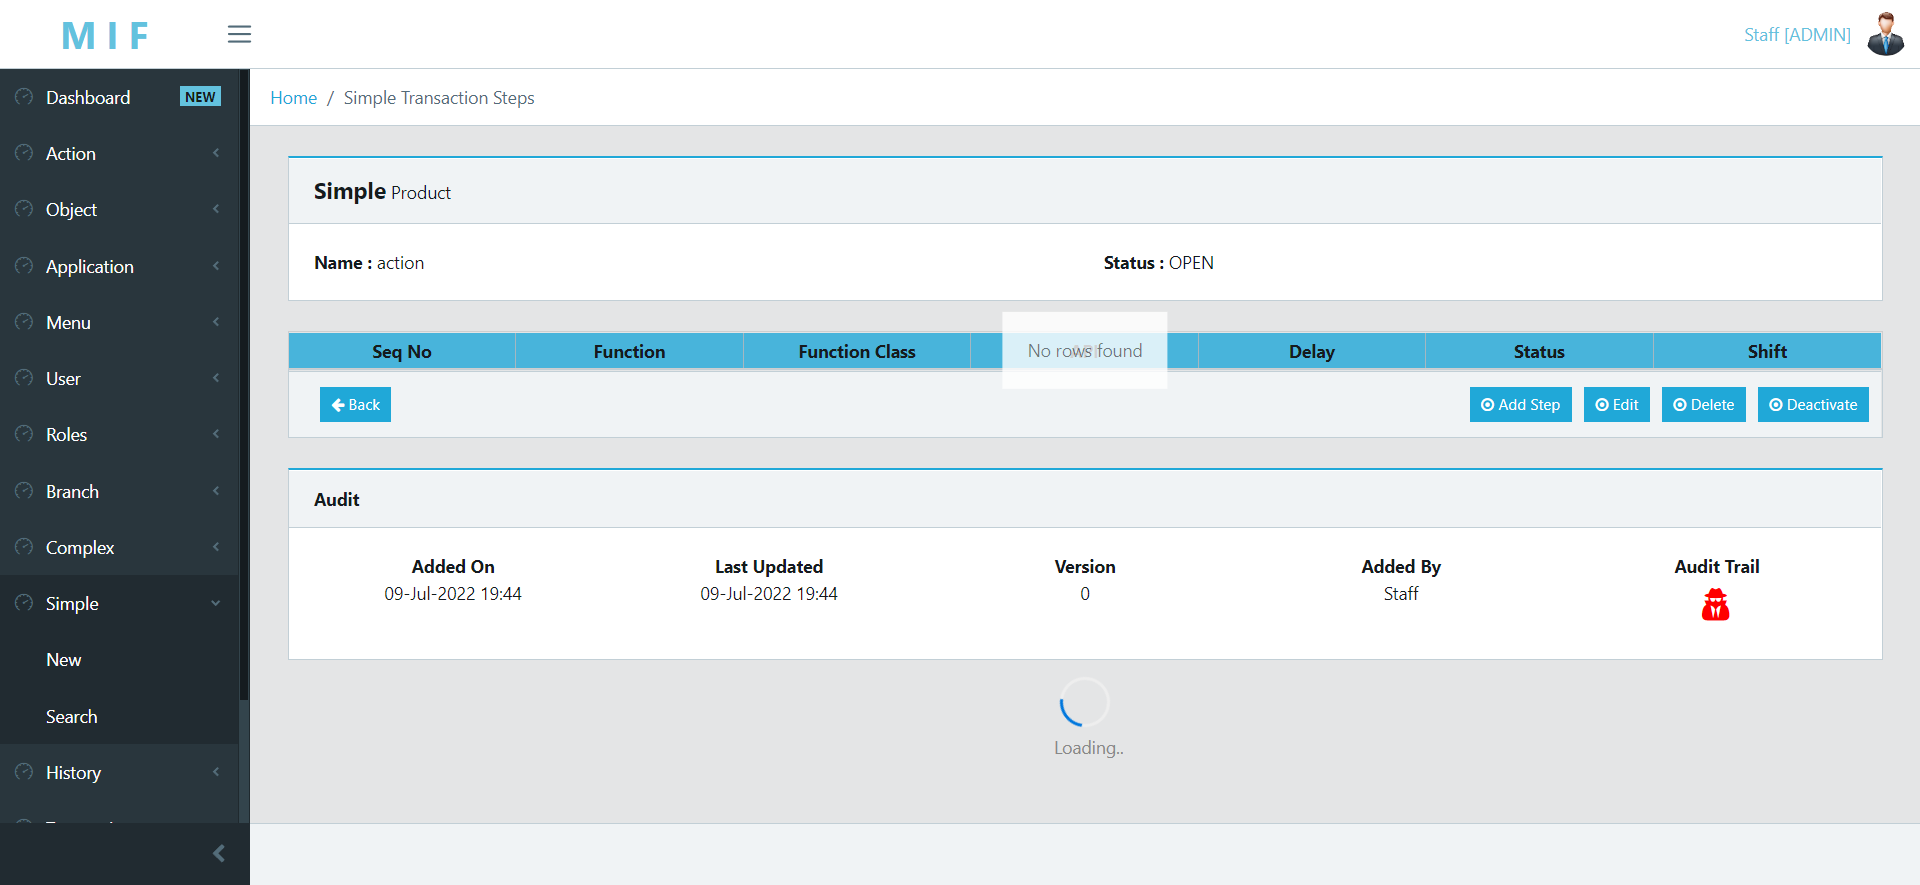 M I F
Staff [ADMIN]
Dashboard NEW
Action
Object
Application
Menu
User
Roles
Branch
Complex
Simple
New
Search
History
Home / Simple Transaction Steps
Simple Product
Name : action Status : OPEN
Seq No Function Function Class Delay Status Shift
No rows found
Back Add Step Edit Delete Deactivate
Audit
Added On Last Updated Version Added By Audit Trail
09-Jul-2022 19:44 09-Jul-2022 19:44 0 Staff
Loading..